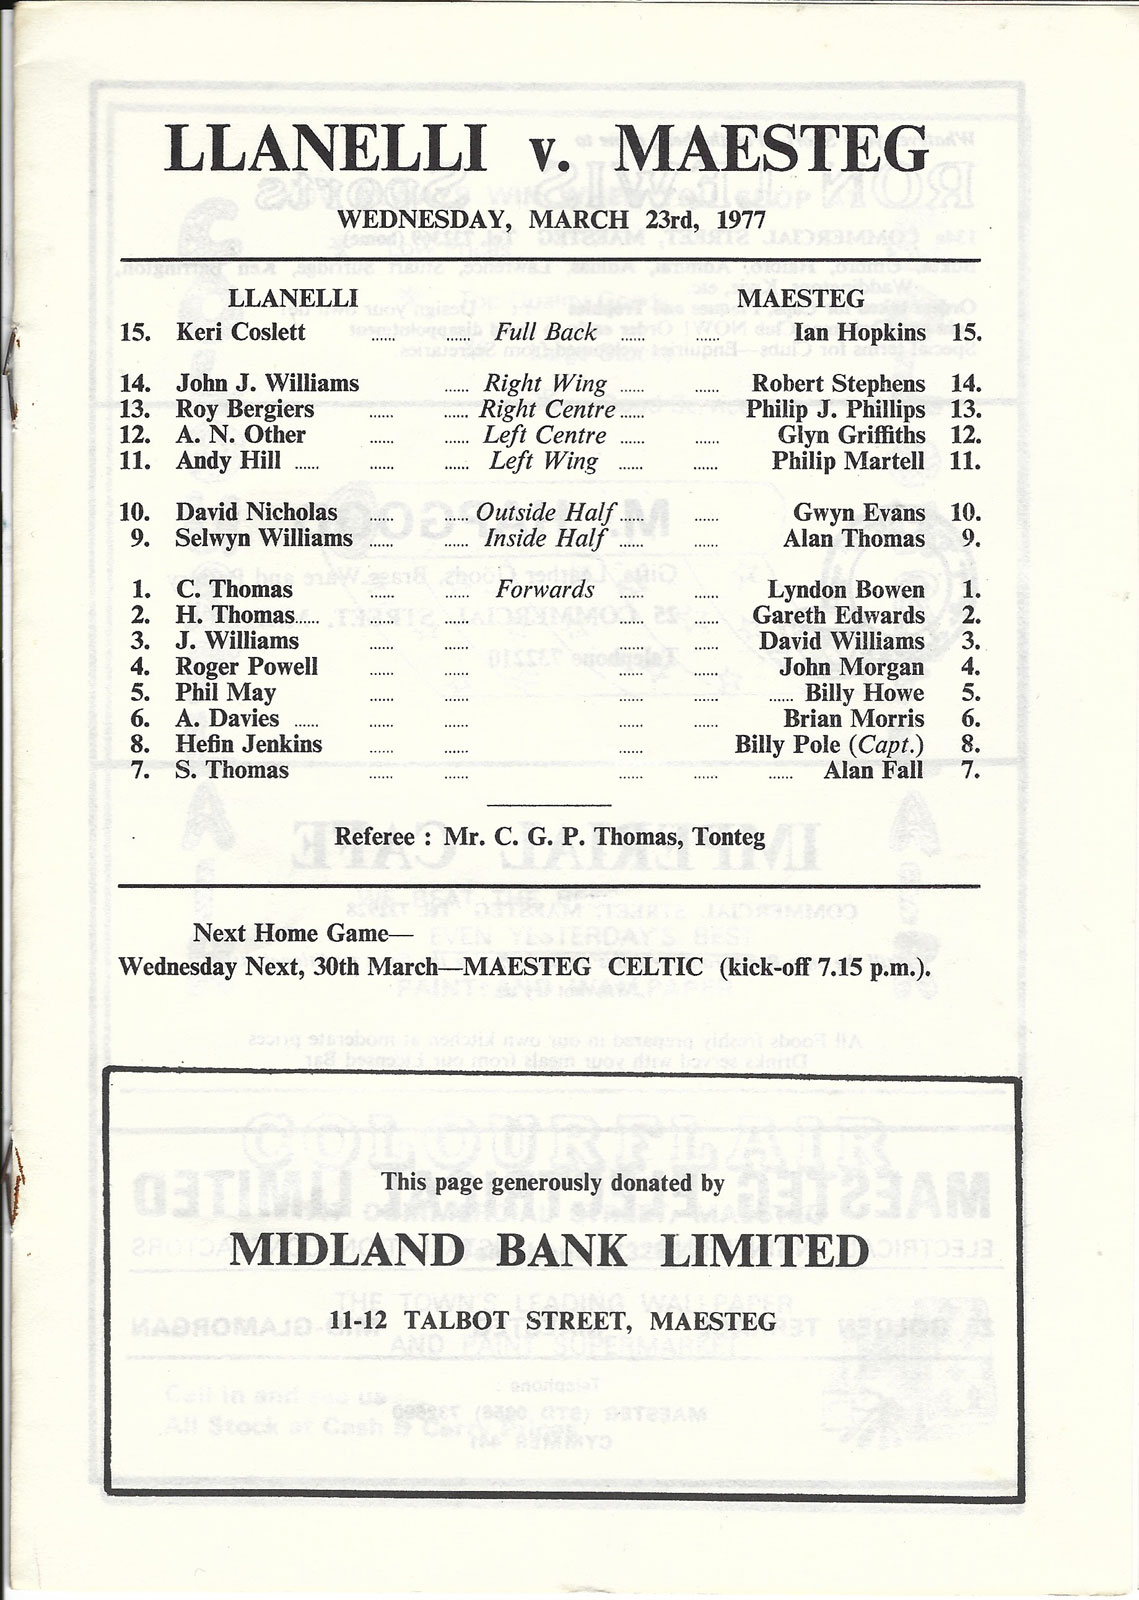 LLANELLI v. MAESTEG
WEDNESDAY, MARCH 23rd, 1977
LLANELLI MAESTEG
15. Keri Coslett ...... Full Back ...... ...... Ian Hopkins 15.
14. John J. Williams ...... Right Wing ...... ...... Robert Stephens 14.
13. Roy Bergiers ...... ...... Right Centre ...... Philip J. Phillips 13.
12. A. N. Other ...... ...... Left Centre ...... ...... Glyn Griffiths 12.
11. Andy Hill ...... ...... ...... Left Wing ...... ...... Philip Martell 11.
10. David Nicholas ...... ...... Outside Half ...... ...... Gwyn Evans 10.
9. Selwyn Williams ...... ...... Inside Half ...... ...... Alan Thomas 9.
1. C. Thomas ...... ...... Forwards ...... ...... Lyndon Bowen 1.
2. H. Thomas ...... ...... ...... ...... ...... Gareth Edwards 2.
3. J. Williams ...... ...... ...... ...... David Williams 3.
4. Roger Powell ...... ...... ...... ...... John Morgan 4.
5. Phil May ...... ...... ...... ...... ...... Billy Howe 5.
6. A. Davies ...... ...... ...... ...... ...... Brian Morris 6.
8. Hefin Jenkins ...... ...... ...... Billy Pole (Capt.) 8.
7. S. Thomas ...... ...... ...... ...... ...... Alan Fall 7.
Referee : Mr. C. G. P. Thomas, Tonteg
Next Home Game—
Wednesday Next, 30th March—MAESTEG CELTIC (kick-off 7.15 p.m.).
This page generously donated by
MIDLAND BANK LIMITED
11-12 TALBOT STREET, MAESTEG